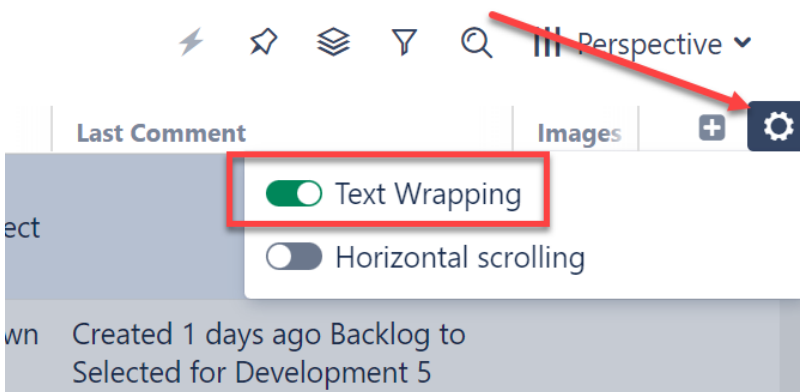 Perspective
Last Comment
Images
Text Wrapping
ect
Horizontal scrolling
wn Created 1 days ago Backlog to
Selected for Development 5